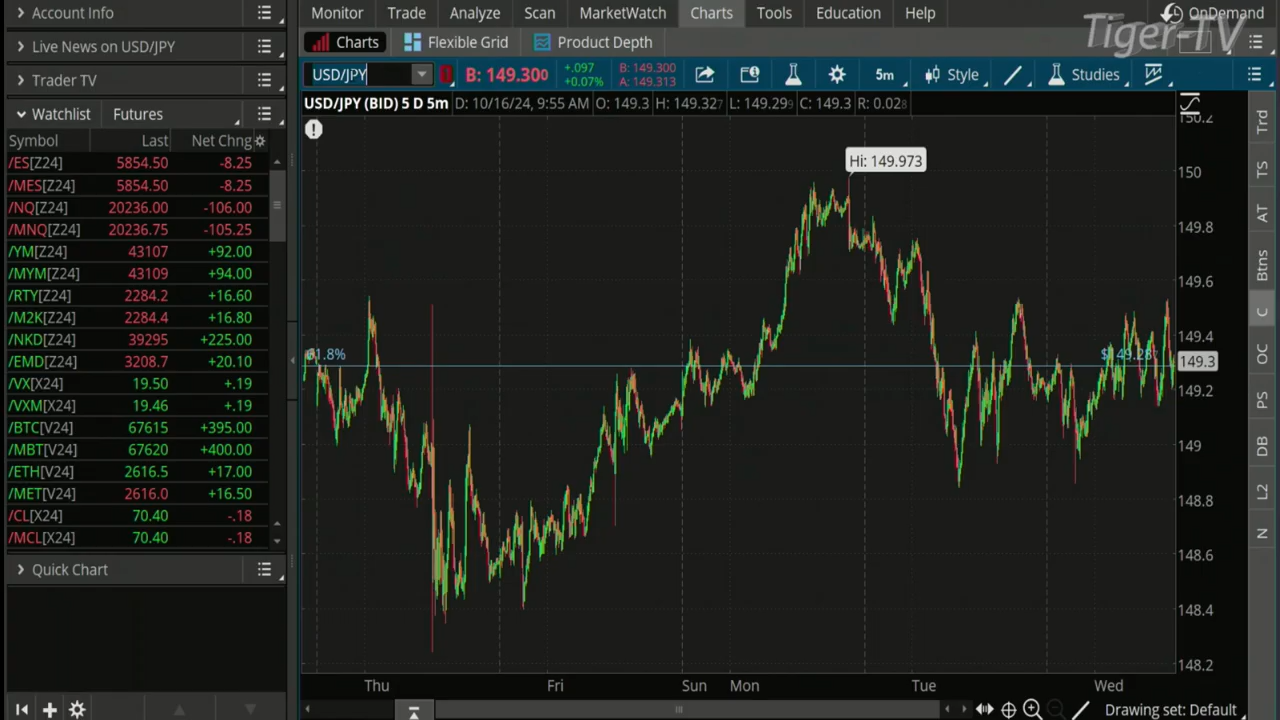 Account Info
Live News on USD/JPY
Trader TV
Watchlist Futures
Symbol Last Net Chng
/ES[Z24] 5854.50 -8.25
/MES[Z24] 5854.50 -8.25
/NQ[Z24] 20236.00 -106.00
/MNQ[Z24] 20236.75 -105.25
/YM[Z24] 43107 +92.00
/MYM[Z24] 43109 +94.00
/RTY[Z24] 2284.2 +16.60
/M2K[Z24] 2284.4 +16.80
/NKD[Z24] 39295 +225.00
/EMD[Z24] 3208.7 +20.10
/VX[Z24] 19.50 +.19
/VXM[X24] 19.46 +.19
/BTC[V24] 67615 +395.00
/MBT[V24] 67620 +400.00
/ETH[V24] 2616.5 +17.00
/MET[V24] 2616.0 +16.50
/CL[X24] 70.40 -.18
/MCL[X24] 70.40 -.18
Quick Chart
Monitor Trade Analyze Scan MarketWatch Charts Tools Education Help
OnDemand
Tiger-TV
Charts Flexible Grid Product Depth
USD/JPY B: 149.300 +.097 B: 149.300 5m Style Studies
+0.07% A: 149.313
USD/JPY (BID) 5 D 5m D: 10/16/24, 9:55 AM O: 149.3 H: 149.327 L: 149.299 C: 149.3 R: 0.028
Hi: 149.973
61.8%
150.2
150
149.8
149.6
149.4
149.3
149.2
149
148.8
148.6
148.4
148.2
Thu Fri Sun Mon Tue Wed
Drawing set: Default
Trd
TS
AT
Btns
C
OC
PS
DB
L2
N